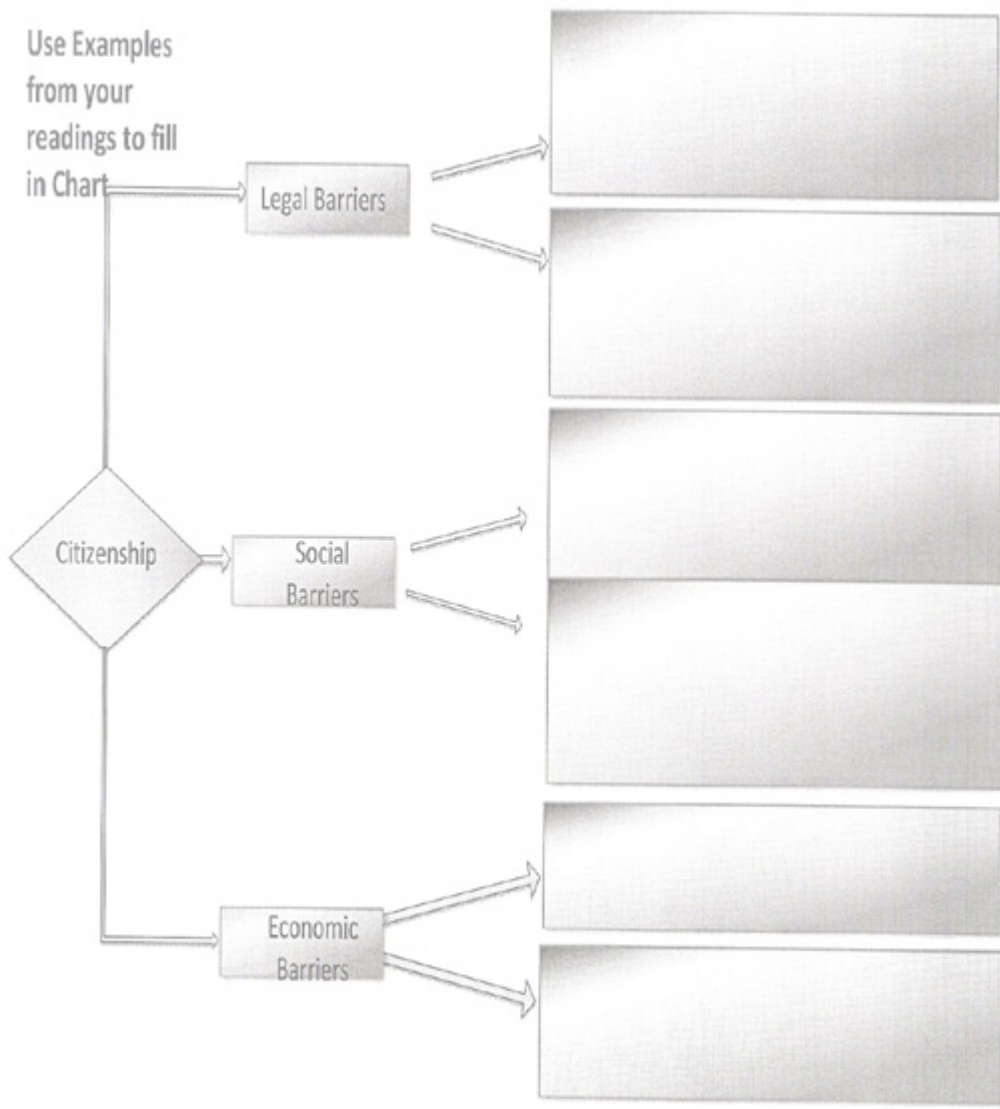 Use Examples
from your
readings to fill
in Chart
Legal Barriers
Citizenship
Social
Barriers
Economic
Barriers